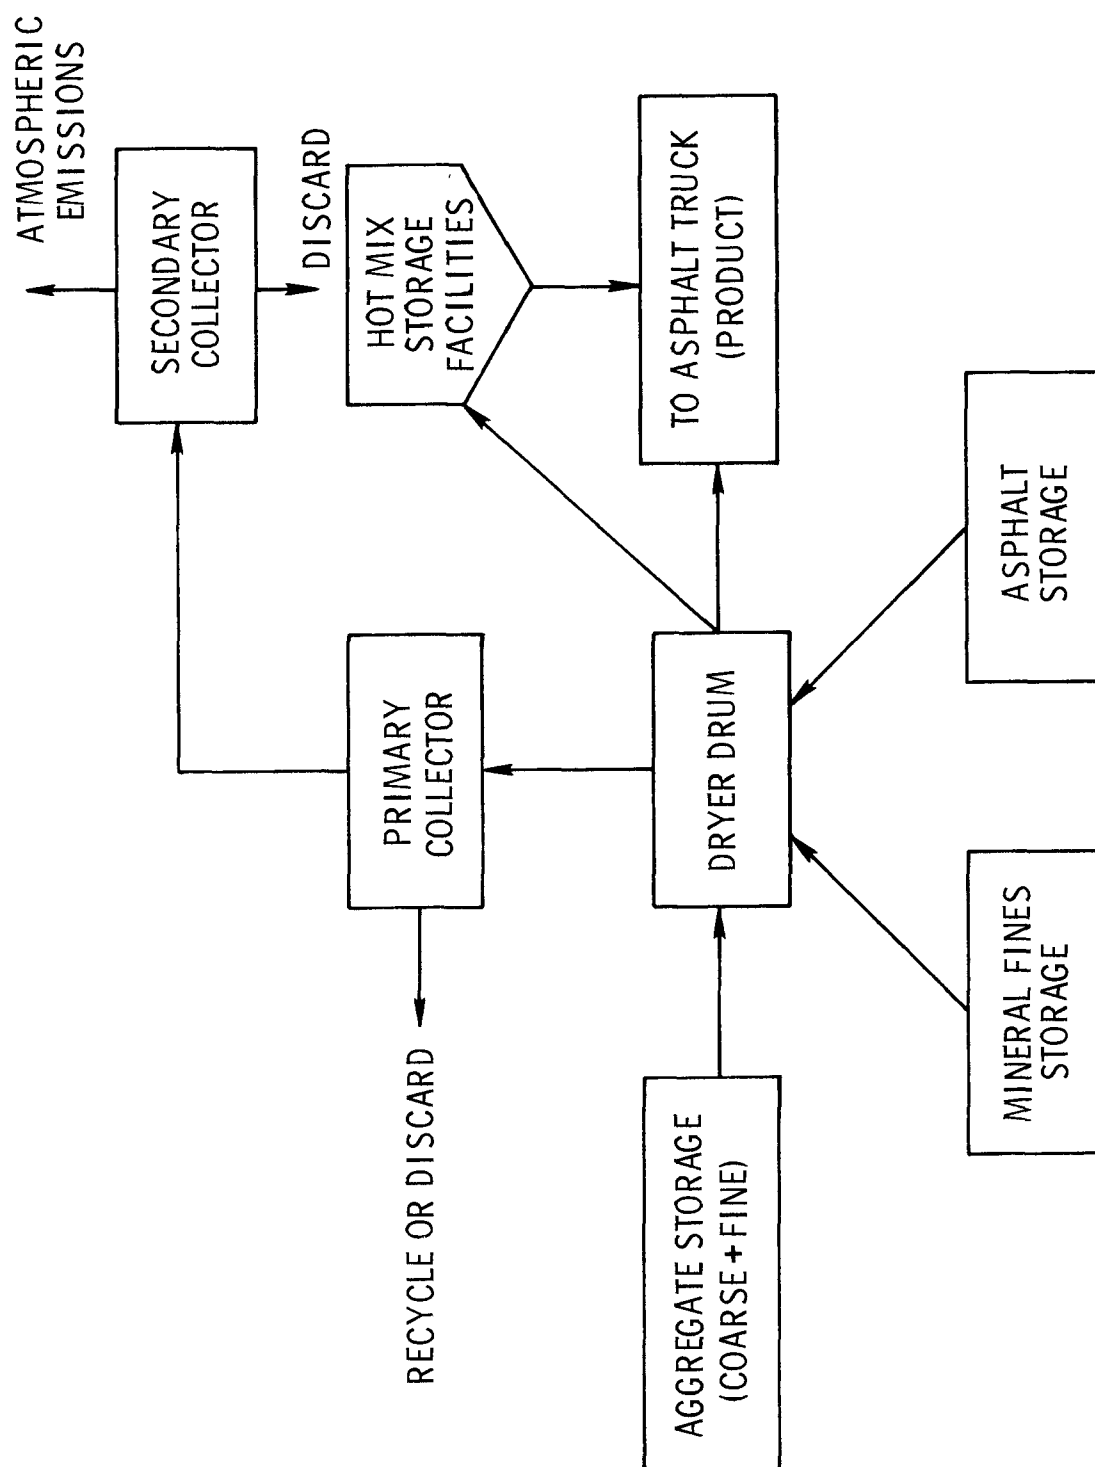 ATMOSPHERIC
EMISSIONS
SECONDARY
COLLECTOR
DISCARD
HOT MIX
STORAGE
FACILITIES
TO ASPHALT TRUCK
(PRODUCT)
PRIMARY
COLLECTOR
RECYCLE OR DISCARD
DRYER DRUM
AGGREGATE STORAGE
(COARSE + FINE)
MINERAL FINES
STORAGE
ASPHALT
STORAGE